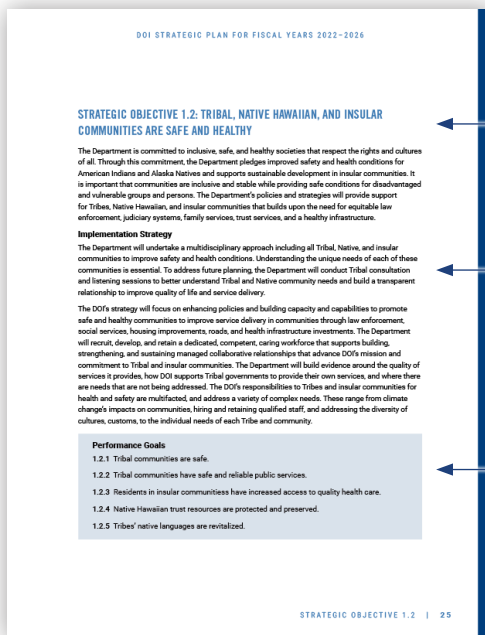 DOI STRATEGIC PLAN FOR FISCAL YEARS 2022–2026
STRATEGIC OBJECTIVE 1.2: TRIBAL, NATIVE HAWAIIAN, AND INSULAR
COMMUNITIES ARE SAFE AND HEALTHY
The Department is committed to inclusive, safe, and healthy societies that respect the rights and cultures
of all. Through this commitment, the Department pledges improved safety and health conditions for
American Indians and Alaska Natives and supports sustainable development in insular communities. It
is important that communities are inclusive and stable while providing safe conditions for disadvantaged
and vulnerable groups and persons. The Department's policies and strategies will provide support
for Tribes, Native Hawaiian, and insular communities that builds upon the need for equitable law
enforcement, judiciary systems, family services, trust services, and a healthy infrastructure.
Implementation Strategy
The Department will undertake a multidisciplinary approach including all Tribal, Native, and insular
communities to improve safety and health conditions. Understanding the unique needs of each of these
communities is essential. To address future planning, the Department will conduct Tribal consultation
and listening sessions to better understand Tribal and Native community needs and build a transparent
relationship to improve quality of life and service delivery.
The DOI's strategy will focus on enhancing policies and building capacity and capabilities to promote
safe and healthy communities to improve service delivery in communities through law enforcement,
social services, housing improvements, roads, and health infrastructure investments. The Department
will recruit, develop, and retain a dedicated, competent, caring workforce that supports building,
strengthening, and sustaining managed collaborative relationships that advance DOI's mission and
commitment to Tribal and insular communities. The Department will build evidence around the quality of
services it provides, how DOI supports Tribal governments to provide their own services, and where there
are needs that are not being addressed. The DOI's responsibilities to Tribes and insular communities for
health and safety are multifaced, and address a variety of complex needs. These range from climate
change's impacts on communities, hiring and retaining qualified staff, and addressing the diversity of
cultures, customs, to the individual needs of each Tribe and community.
Performance Goals
1.2.1 Tribal communities are safe.
1.2.2 Tribal communities have safe and reliable public services.
1.2.3 Residents in insular communitiess have increased access to quality health care.
1.2.4 Native Hawaiian trust resources are protected and preserved.
1.2.5 Tribes' native languages are revitalized.
STRATEGIC OBJECTIVE 1.2 | 25